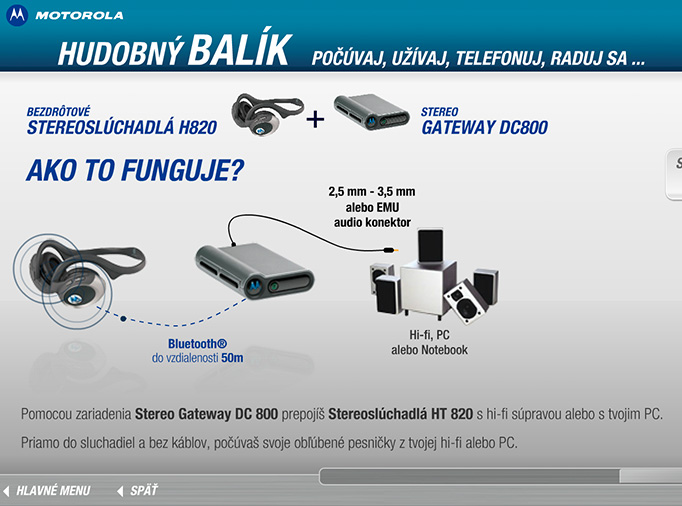 MOTOROLA
HUDOBNÝ BALÍK POČÚVAJ, UŽÍVAJ, TELEFONUJ, RADUJ SA ...
BEZDRÔTOVÉ
STEREOSLÚCHADLÁ H820
+
STEREO
GATEWAY DC800
AKO TO FUNGUJE?
S
2,5 mm - 3,5 mm
alebo EMU
audio konektor
Bluetooth®
do vzdialenosti 50m
Hi-fi, PC
alebo Notebook
Pomocou zariadenia Stereo Gateway DC 800 prepojíš Stereoslúchadlá HT 820 s hi-fi súpravou alebo s tvojim PC.
Priamo do sluchadiel a bez káblov, počúvaš svoje obľúbené pesničky z tvojej hi-fi alebo PC.
HLAVNÉ MENU
SPÄŤ